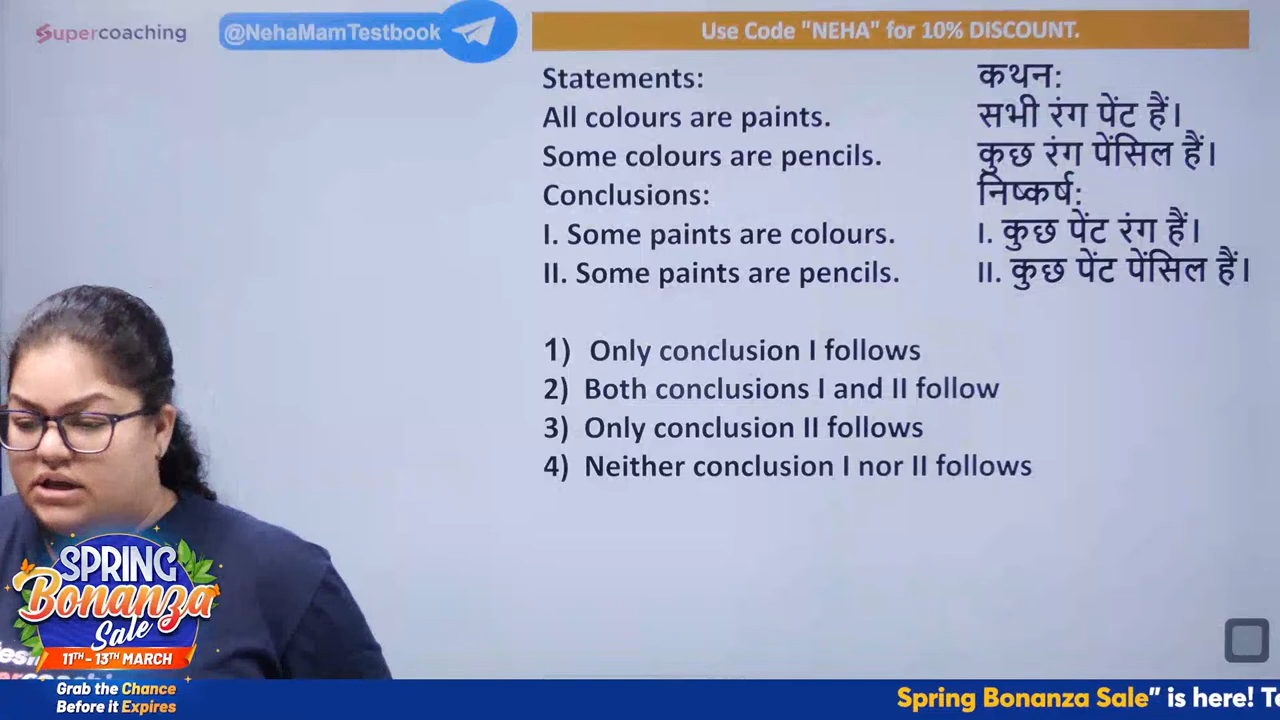 Supercoaching
@NehaMamTestbook
Use Code "NEHA" for 10% DISCOUNT.
Statements:
All colours are paints.
Some colours are pencils.
Conclusions:
I. Some paints are colours.
II. Some paints are pencils.
कथन:
सभी रंग पेंट हैं।
कुछ रंग पेंसिल हैं।
निष्कर्ष:
I. कुछ पेंट रंग हैं।
II. कुछ पेंट पेंसिल हैं।
1) Only conclusion I follows
2) Both conclusions I and II follow
3) Only conclusion II follows
4) Neither conclusion I nor II follows
SPRING
Bonanza
Sale
11TH - 13TH MARCH
Grab the Chance
Before it Expires
Spring Bonanza Sale” is here!